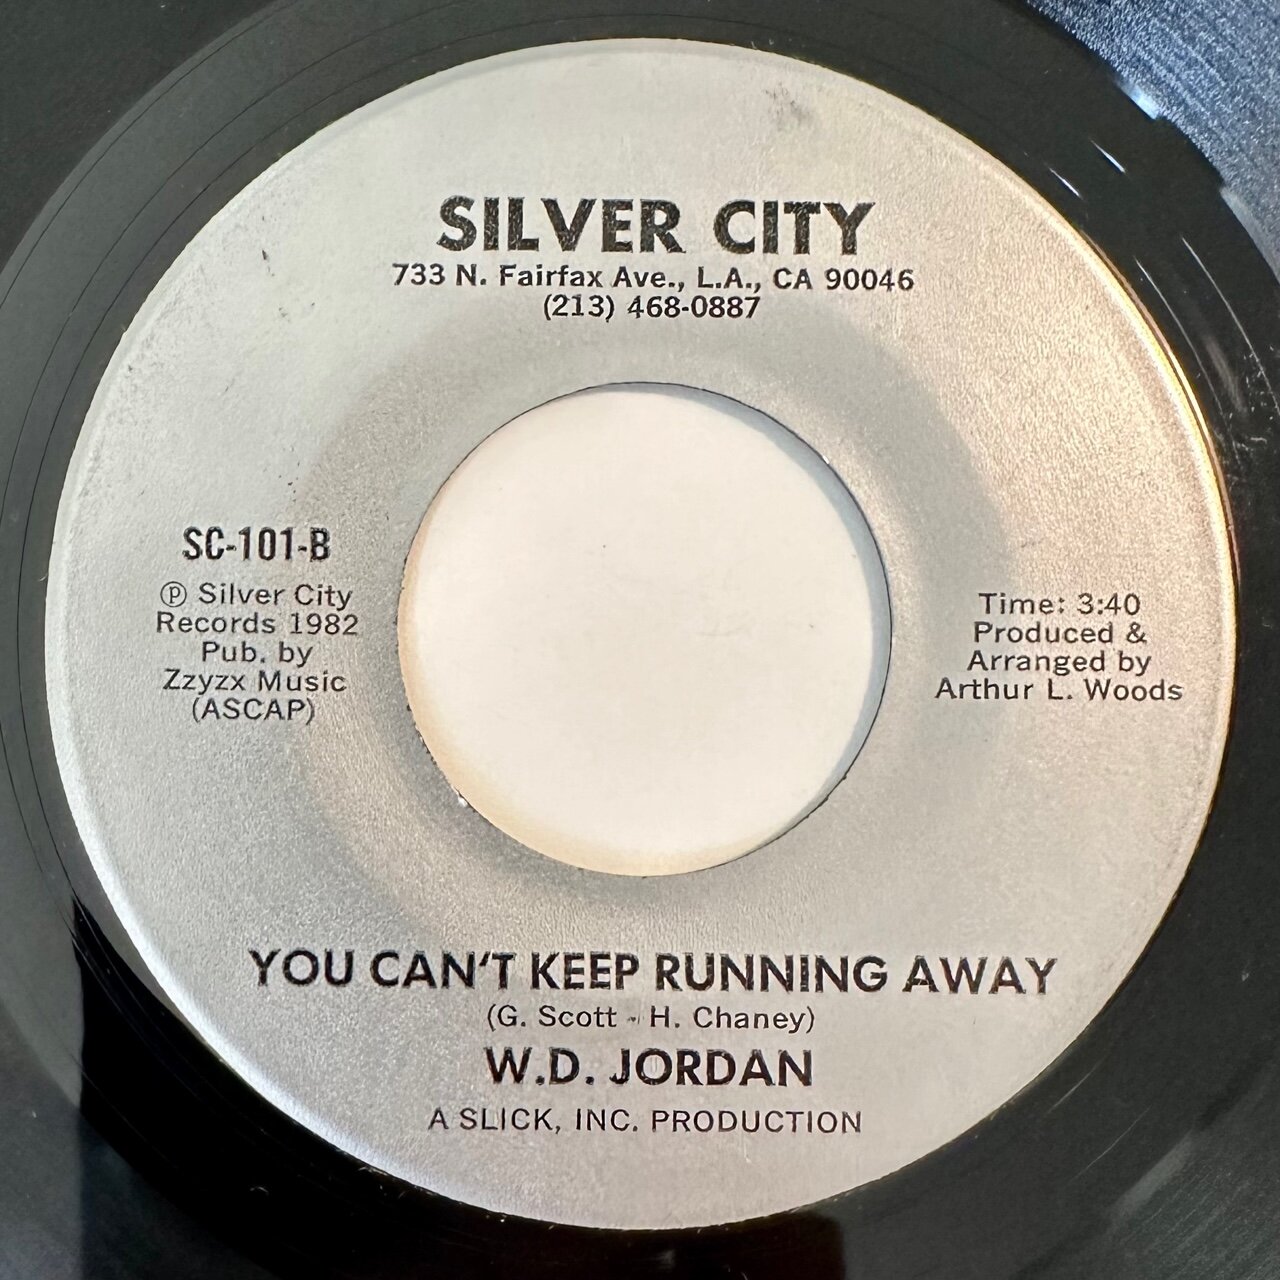 SILVER CITY
733 N. Fairfax Ave., L.A., CA 90046
(213) 468-0887
SC-101-B
Ⓟ Silver City
Records 1982
Pub. by
Zzyzx Music
(ASCAP)
Time: 3:40
Produced &
Arranged by
Arthur L. Woods
YOU CAN'T KEEP RUNNING AWAY
(G. Scott - H. Chaney)
W.D. JORDAN
A SLICK, INC. PRODUCTION